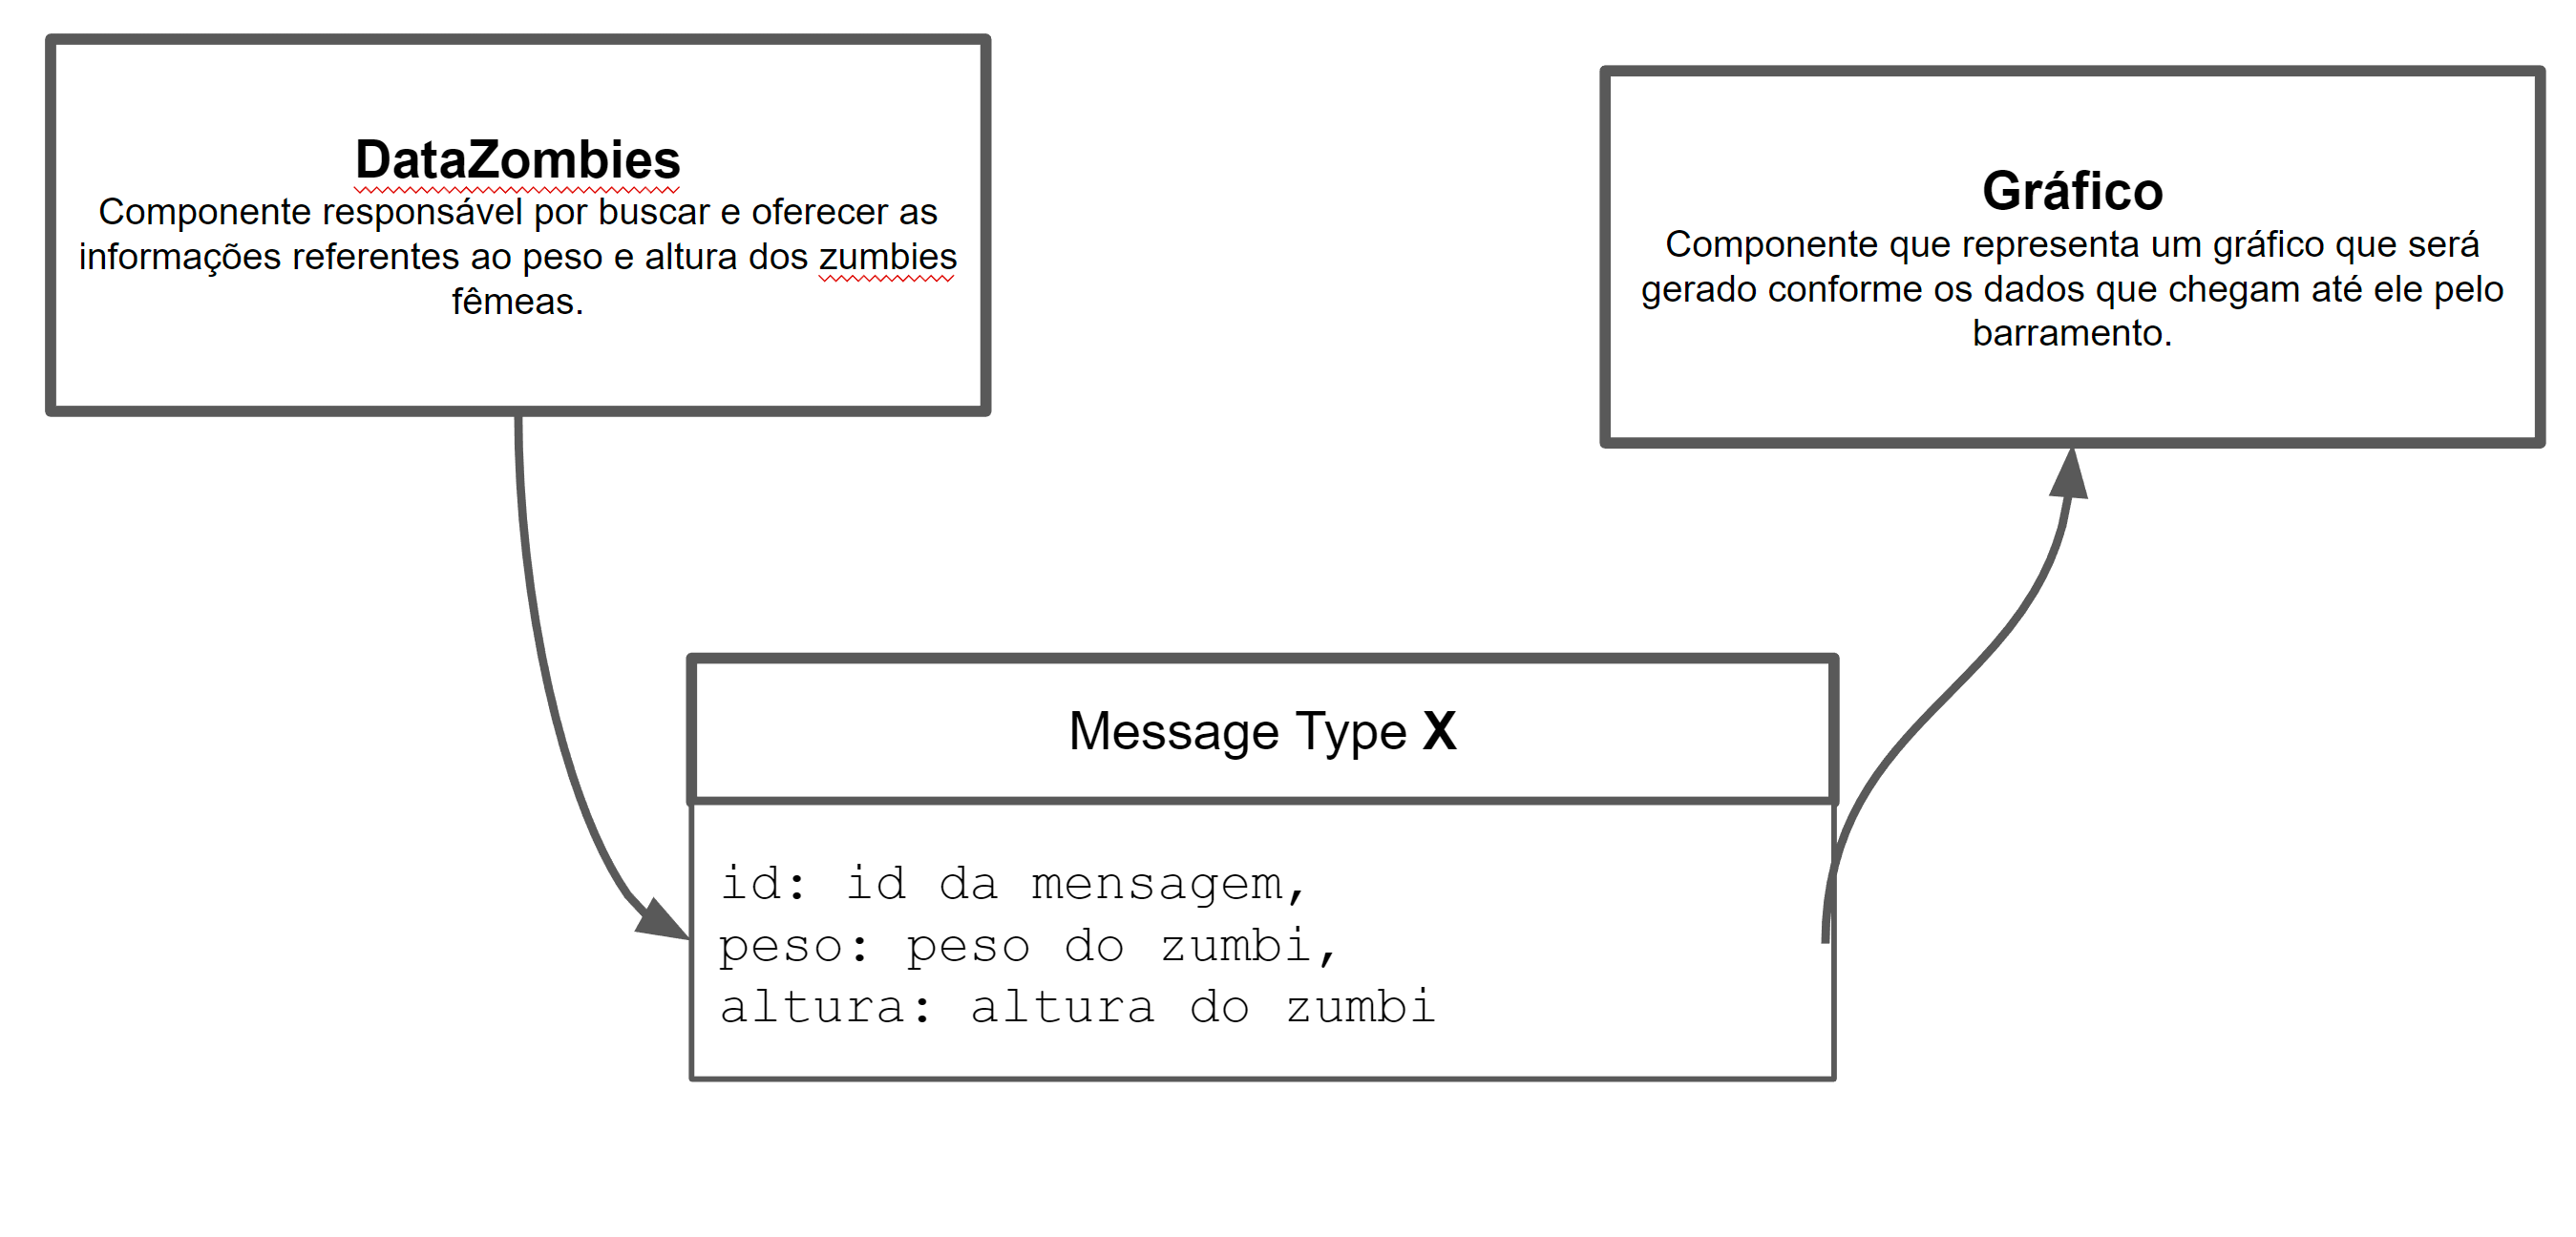 DataZombies
Componente responsável por buscar e oferecer as
informações referentes ao peso e altura dos zumbies
fêmeas.
Gráfico
Componente que representa um gráfico que será
gerado conforme os dados que chegam até ele pelo
barramento.
Message Type X
id: id da mensagem,
peso: peso do zumbi,
altura: altura do zumbi